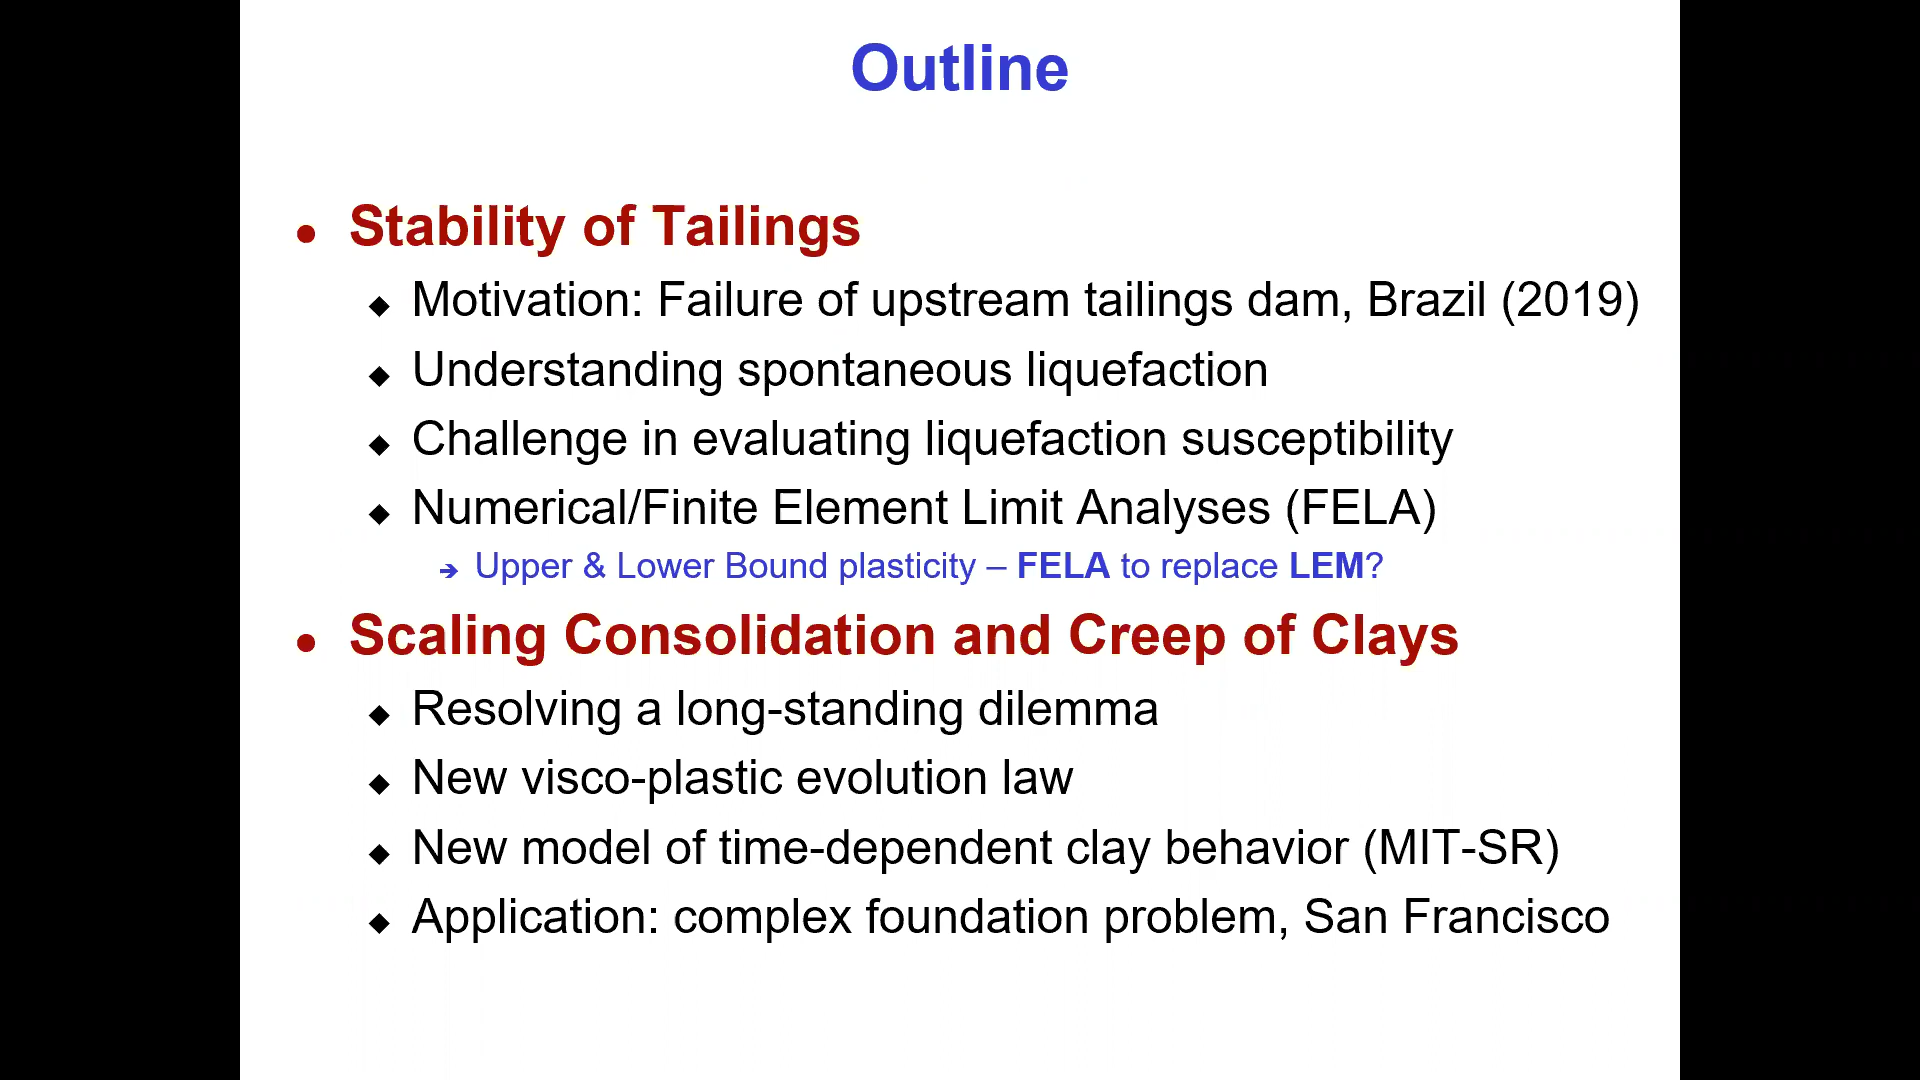 Outline
Stability of Tailings
Motivation: Failure of upstream tailings dam, Brazil (2019)
Understanding spontaneous liquefaction
Challenge in evaluating liquefaction susceptibility
Numerical/Finite Element Limit Analyses (FELA)
Upper & Lower Bound plasticity – FELA to replace LEM?
Scaling Consolidation and Creep of Clays
Resolving a long-standing dilemma
New visco-plastic evolution law
New model of time-dependent clay behavior (MIT-SR)
Application: complex foundation problem, San Francisco